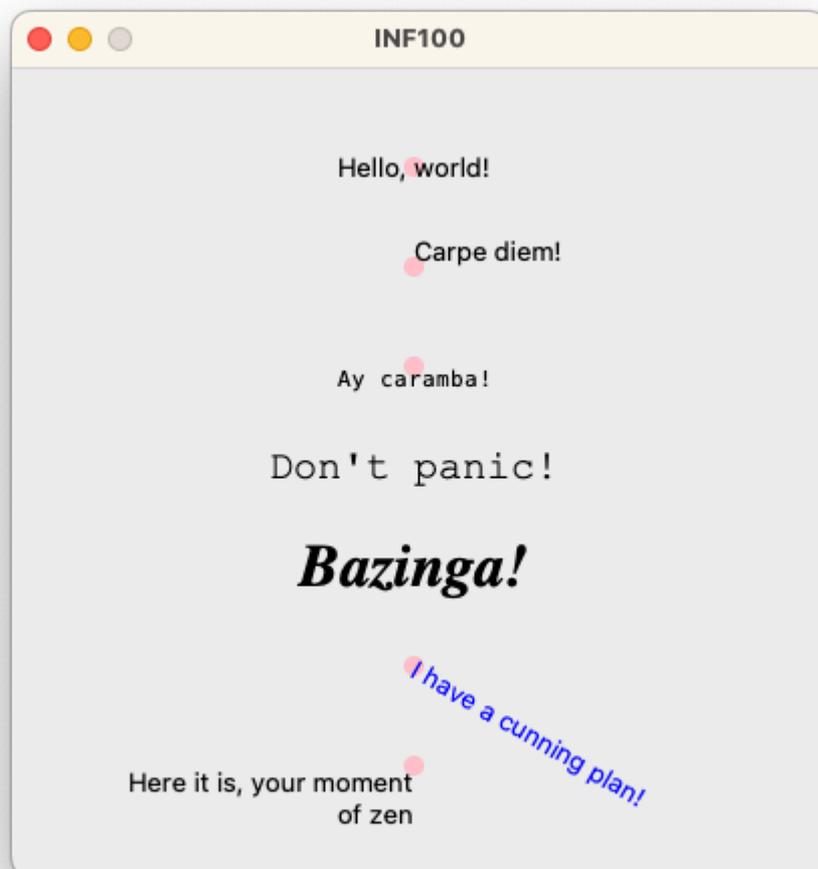 INF100
Hello, world!
Carpe diem!
Ay caramba!
Don't panic!
Bazinga!
I have a cunning plan!
Here it is, your moment
of zen